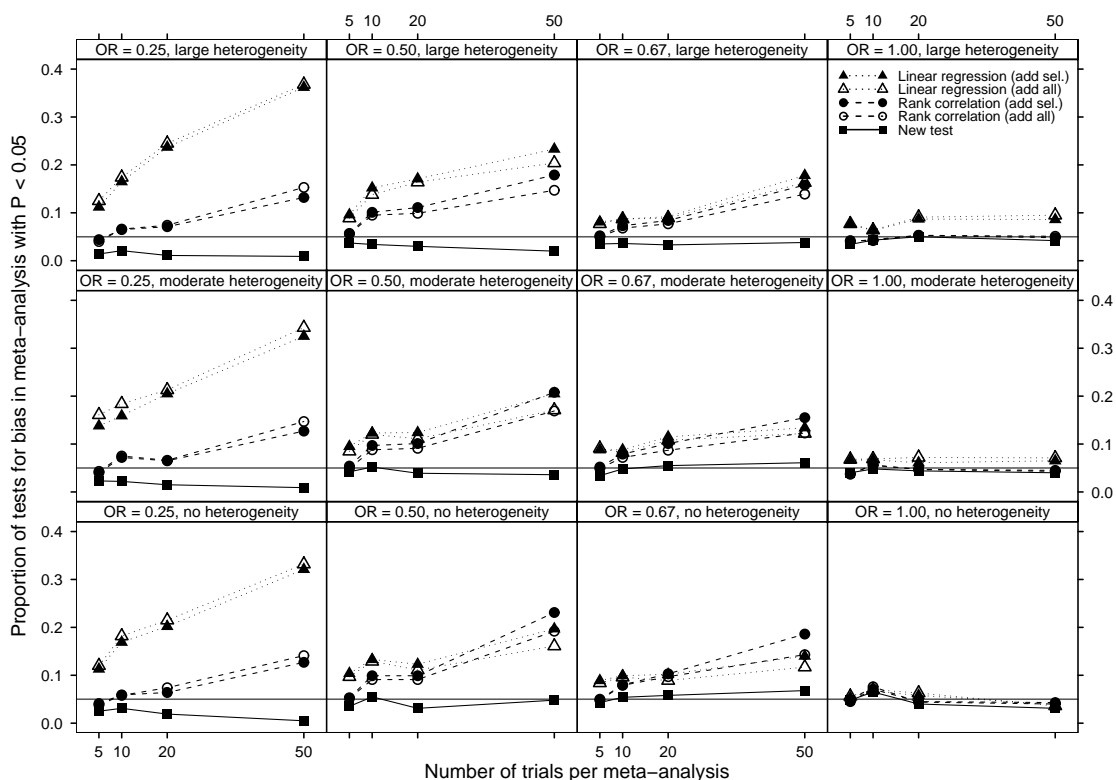 5 10 20 50 5 10 20 50
OR = 0.25, large heterogeneity
OR = 0.50, large heterogeneity
OR = 0.67, large heterogeneity
OR = 1.00, large heterogeneity
0.4
0.3
0.2
0.1
0.0
Linear regression (add sel.)
Linear regression (add all)
Rank correlation (add sel.)
Rank correlation (add all)
New test
Proportion of tests for bias in meta−analysis with P < 0.05
OR = 0.25, moderate heterogeneity
OR = 0.50, moderate heterogeneity
OR = 0.67, moderate heterogeneity
OR = 1.00, moderate heterogeneity
0.4
0.3
0.2
0.1
0.0
OR = 0.25, no heterogeneity
OR = 0.50, no heterogeneity
OR = 0.67, no heterogeneity
OR = 1.00, no heterogeneity
0.4
0.3
0.2
0.1
0.0
5 10 20 50 5 10 20 50
Number of trials per meta−analysis